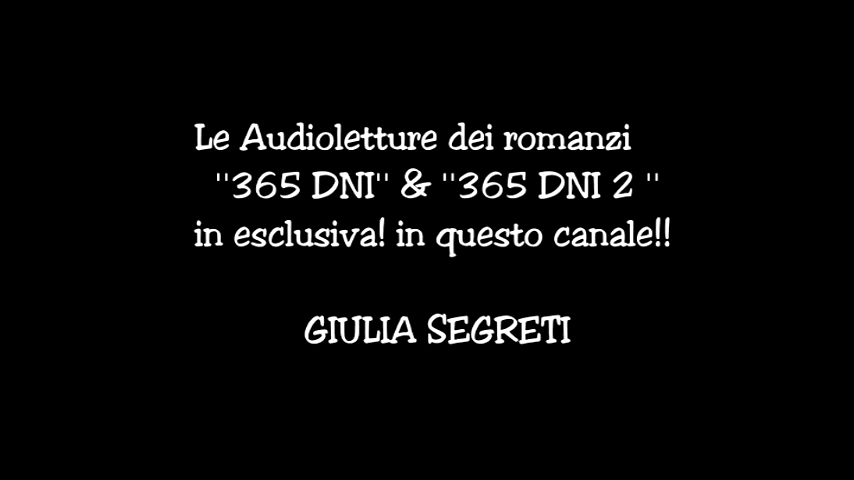 Le Audioletture dei romanzi
"365 DNI" & "365 DNI 2 "
in esclusiva! in questo canale!!
GIULIA SEGRETI